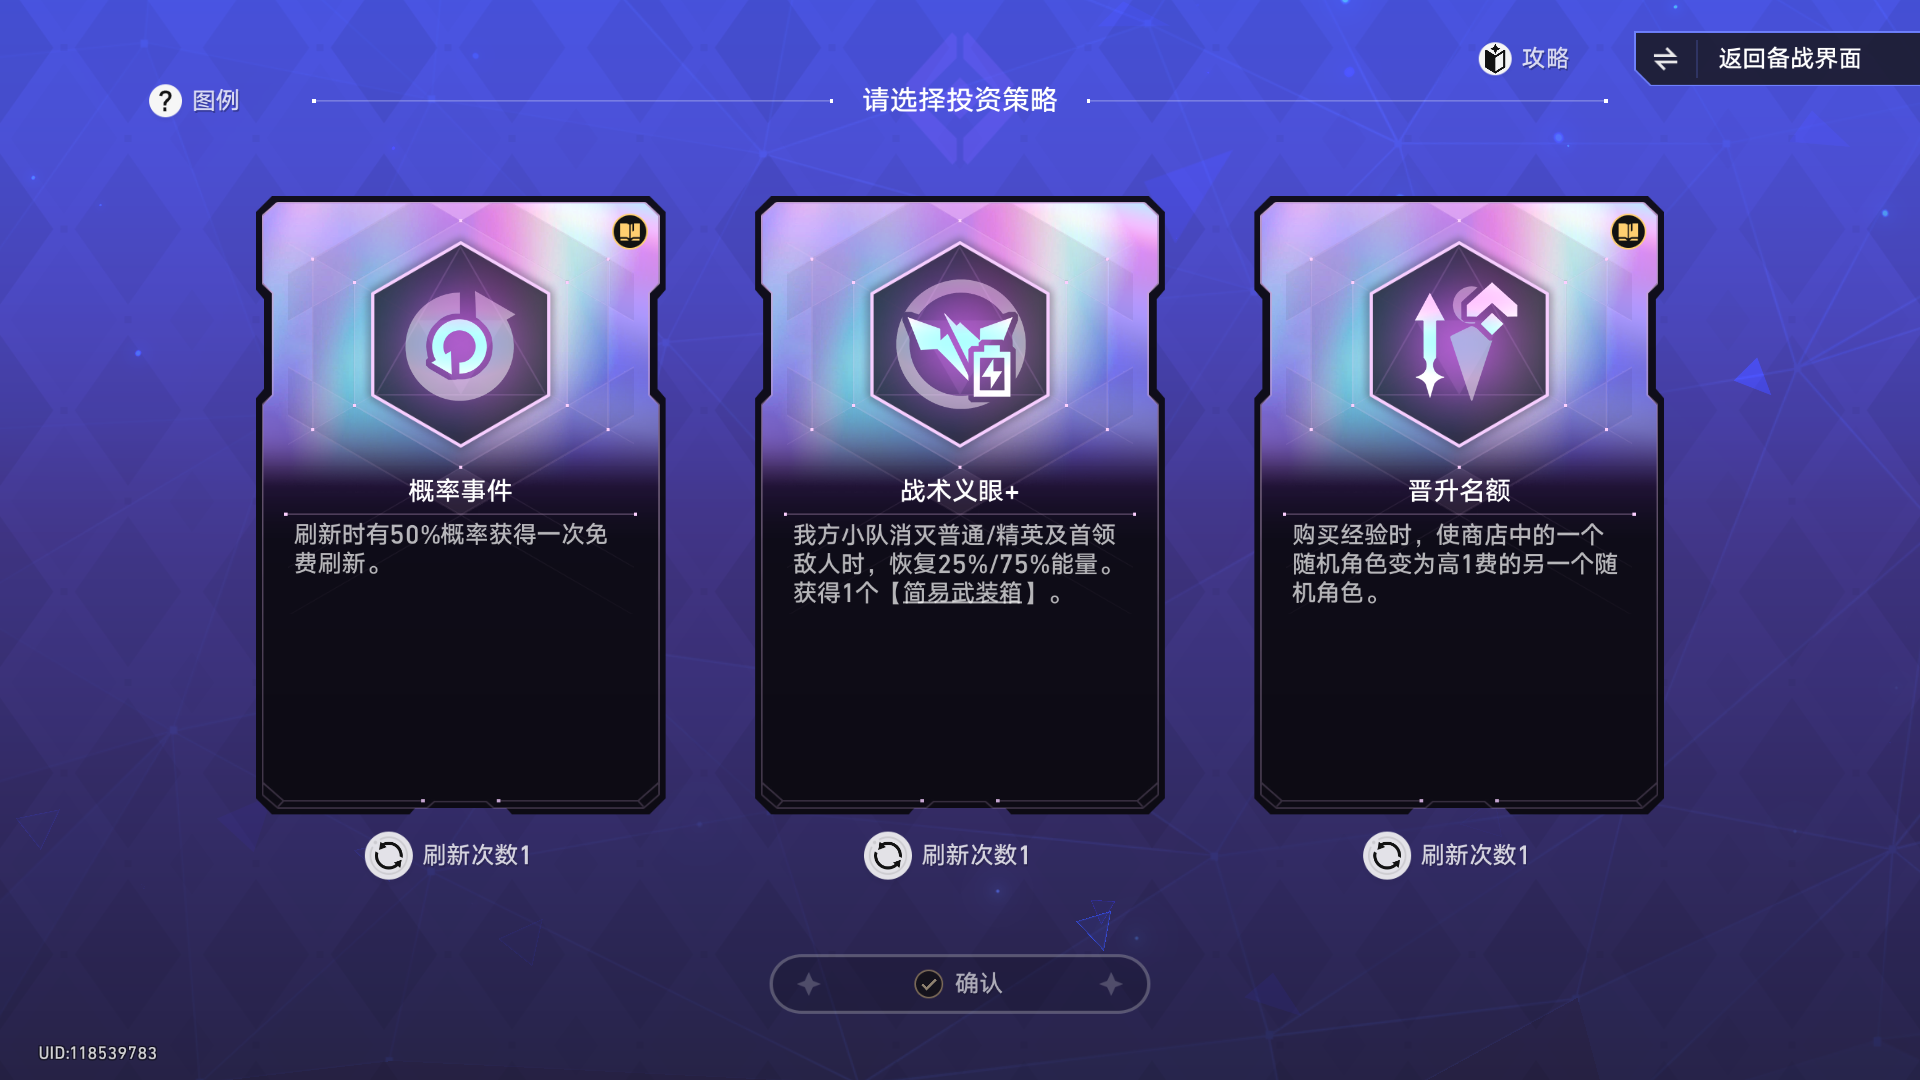 攻略
返回备战界面
图例
请选择投资策略
概率事件
刷新时有50%概率获得一次免
费刷新。
战术义眼+
我方小队消灭普通/精英及首领
敌人时，恢复25%/75%能量。
获得1个【简易武装箱】。
晋升名额
购买经验时，使商店中的一个
随机角色变为高1费的另一个随
机角色。
刷新次数1
刷新次数1
刷新次数1
确认
UID:118539783